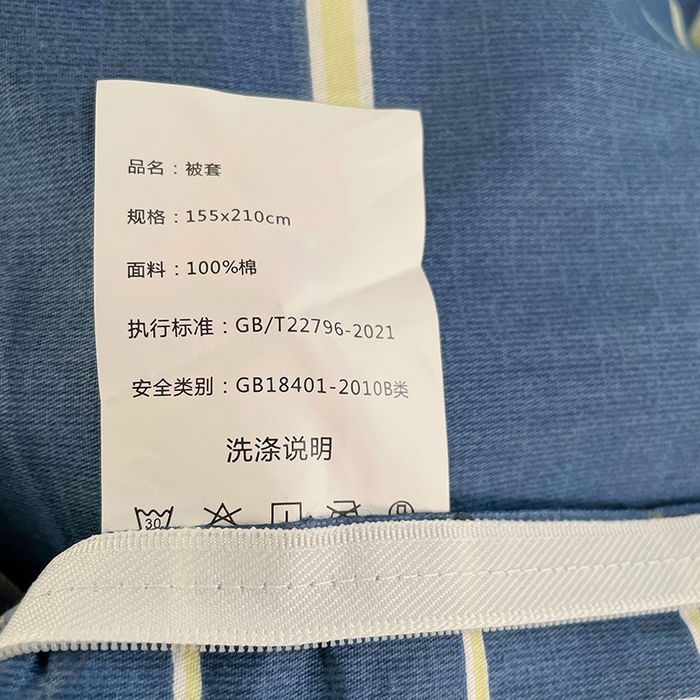 品名：被套
规格：155x210cm
面料：100%棉
执行标准：GB/T22796-2021
安全类别：GB18401-2010B类
洗涤说明
30